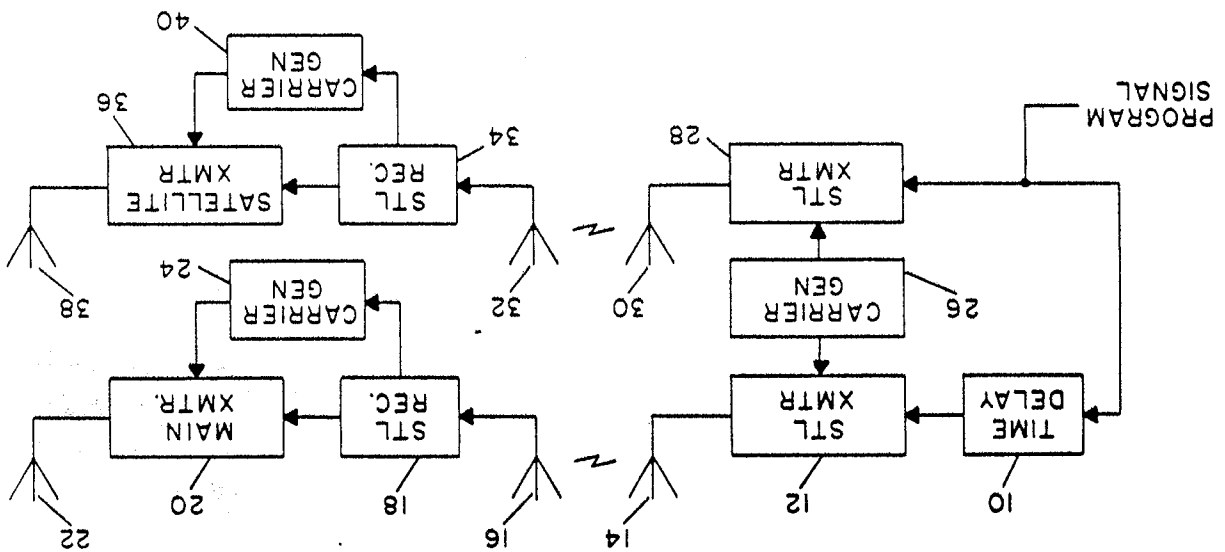 10
12
14
16
18
20
22
TIME
DELAY
STL
XMTR
STL
REC.
MAIN
XMTR.
26
CARRIER
GEN
CARRIER
GEN
24
30
32
38
STL
XMTR
28
STL
REC.
34
SATELLITE
XMTR
36
PROGRAM
SIGNAL
CARRIER
GEN
40